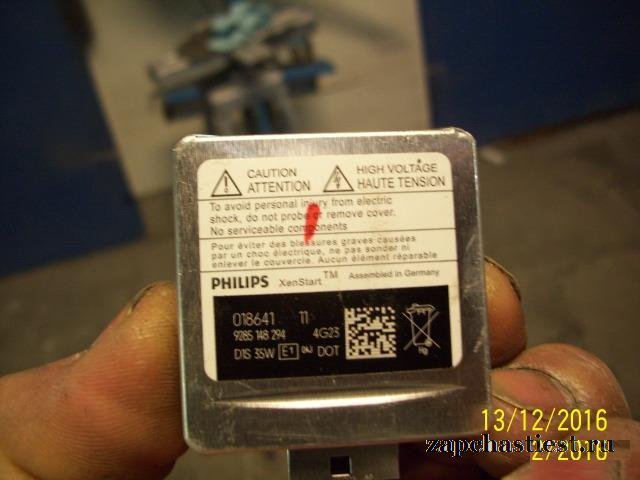 CAUTION
ATTENTION
HIGH VOLTAGE
HAUTE TENSION
To avoid personal injury from electric
shock, do not probe or remove cover.
No serviceable components
Pour éviter des blessures graves causées
par un choc électrique, ne pas sonder ni
enlever le couvercle. Aucun élément réparable
PHILIPS XenStart™ Assembled in Germany
018641 11
9285 148 294 4G23
D1S 35W E1 DOT
Hg
13/12/2016
zapchastiest.ru